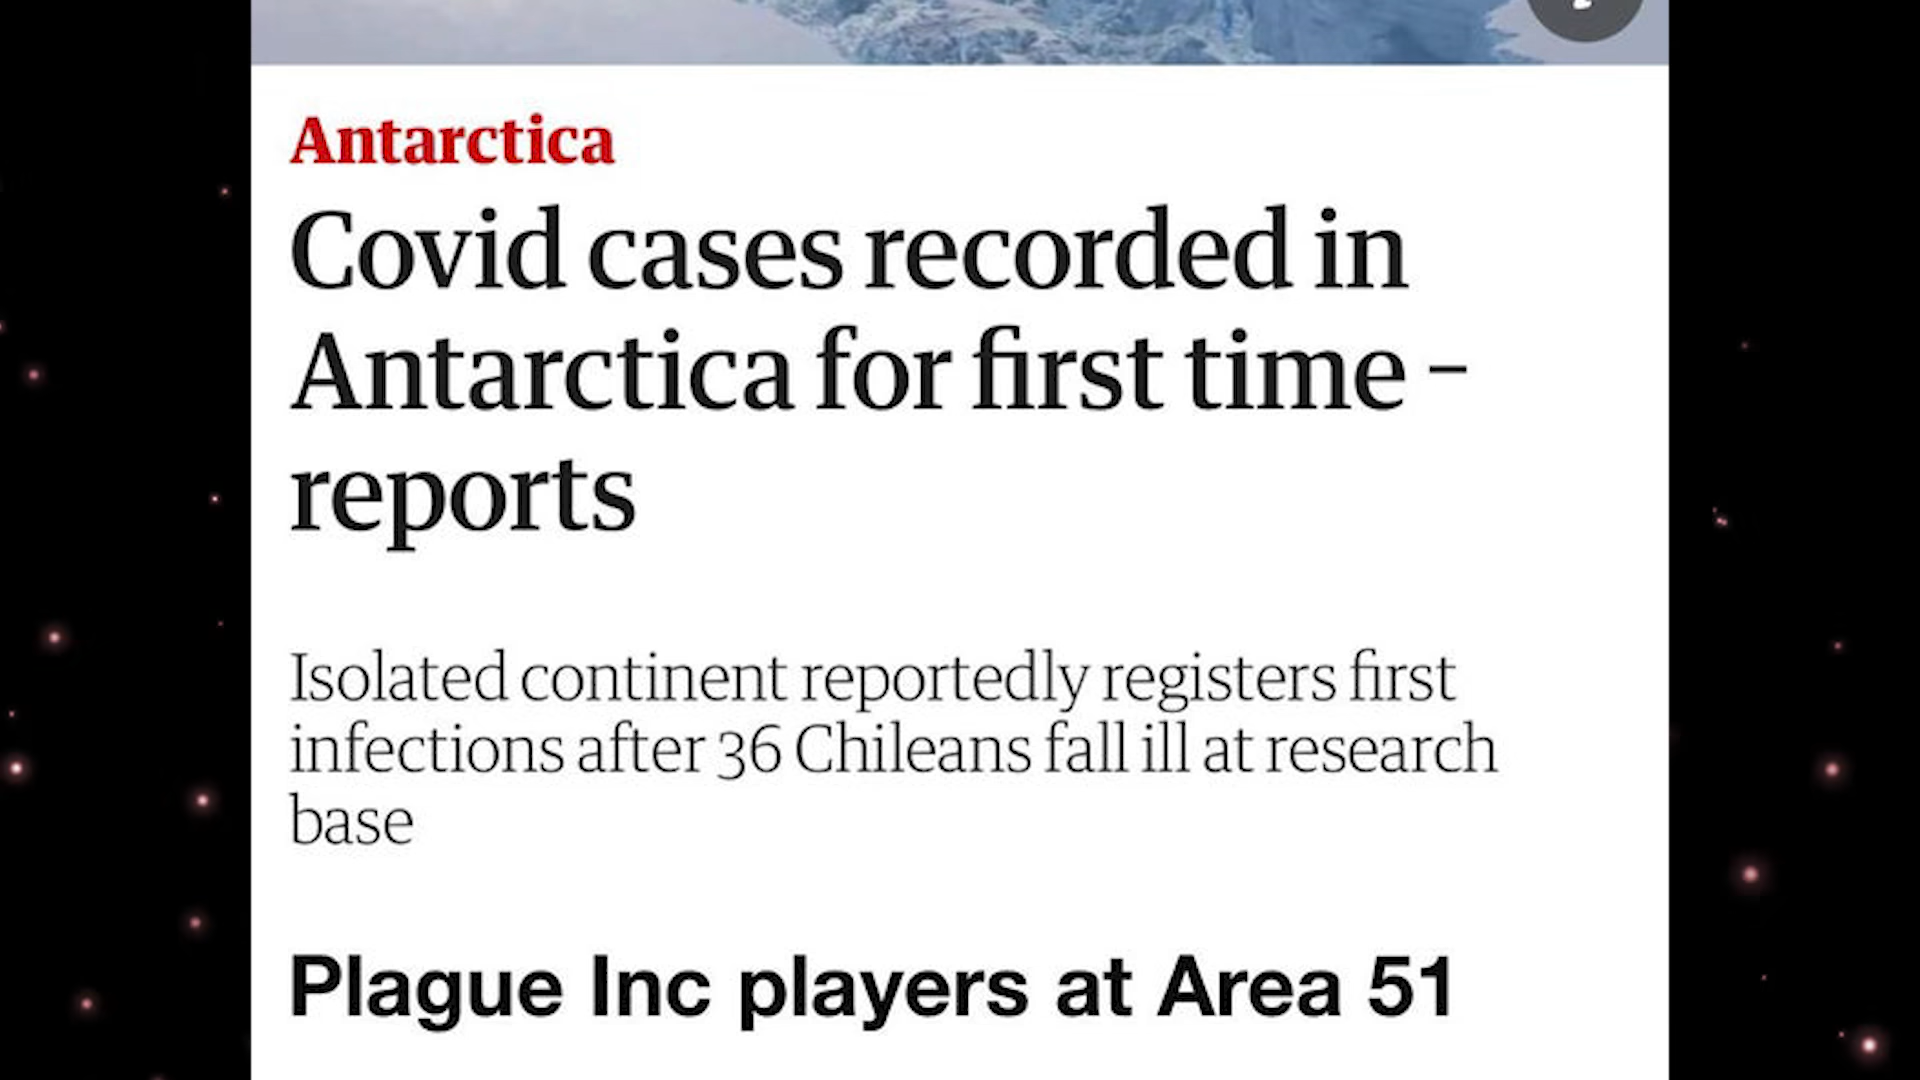 Antarctica
Covid cases recorded in
Antarctica for first time –
reports
Isolated continent reportedly registers first
infections after 36 Chileans fall ill at research
base
Plague Inc players at Area 51